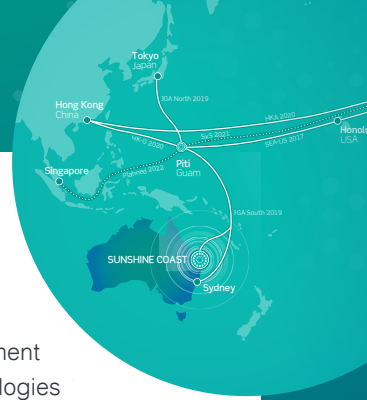 Tokyo
Japan
JGA North 2019
Hong Kong
China
HKA 2020
SxS 2021
Honolu
USA
HK-G 2020
SEA-US 2017
Piti
Guam
Singapore
Planned 2022
JGA South 2019
SUNSHINE COAST
Sydney
ment
logies